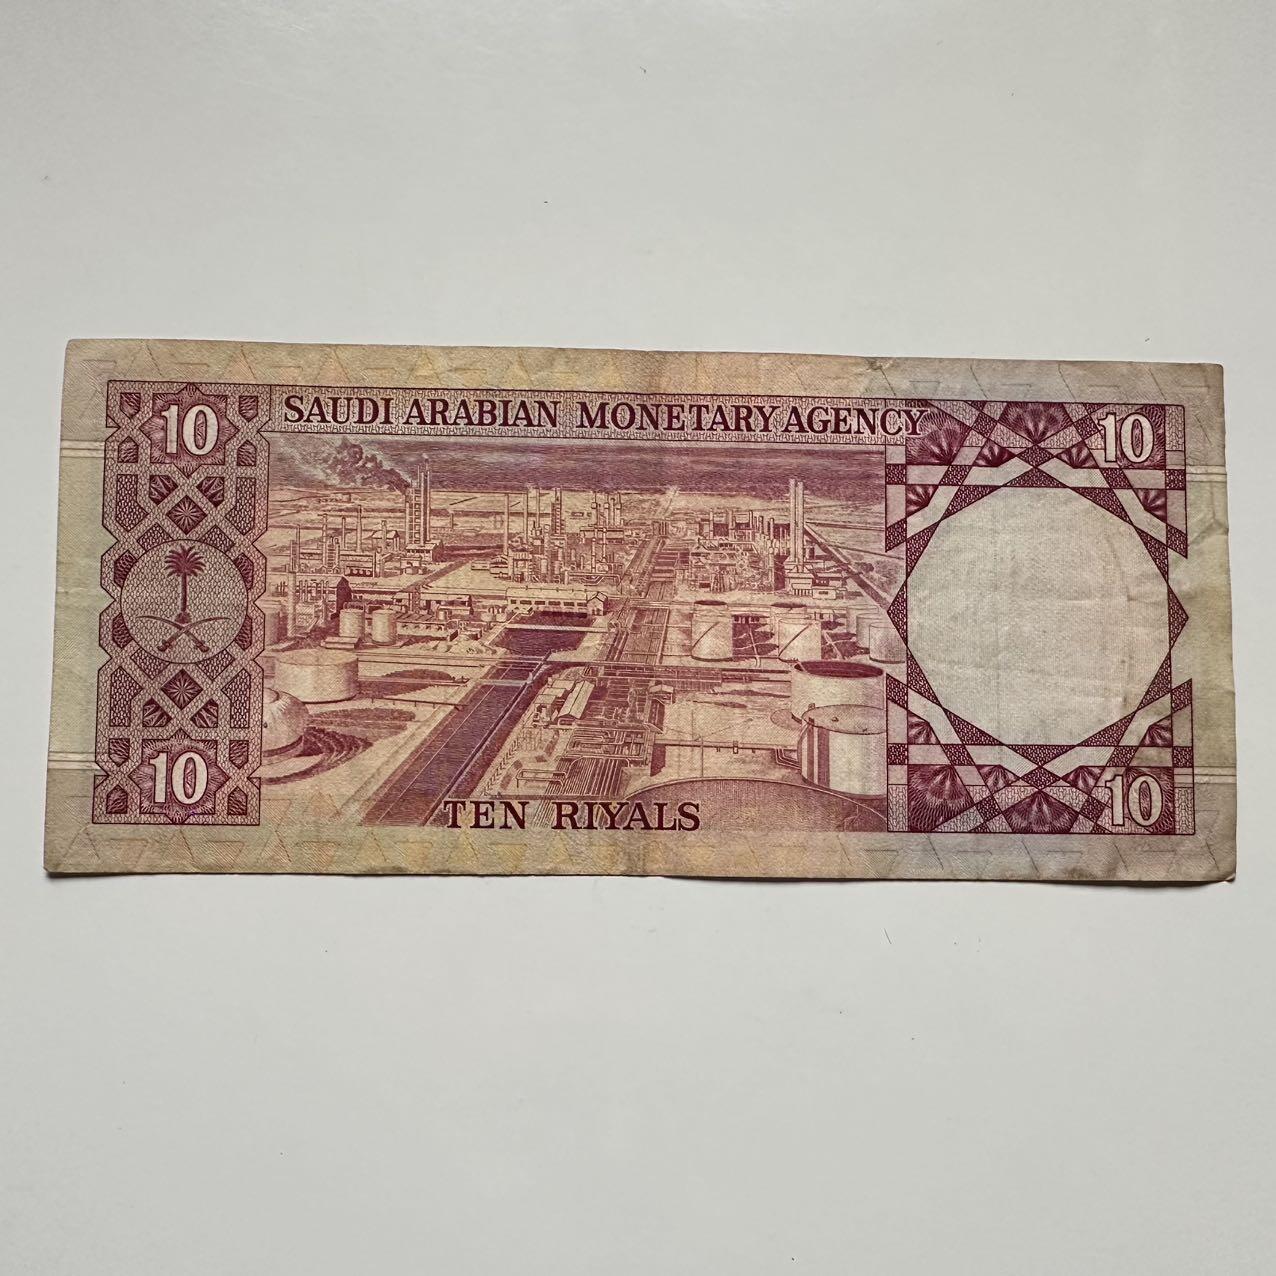 10 SAUDI ARABIAN MONETARY AGENCY 10
10 TEN RIYALS 10